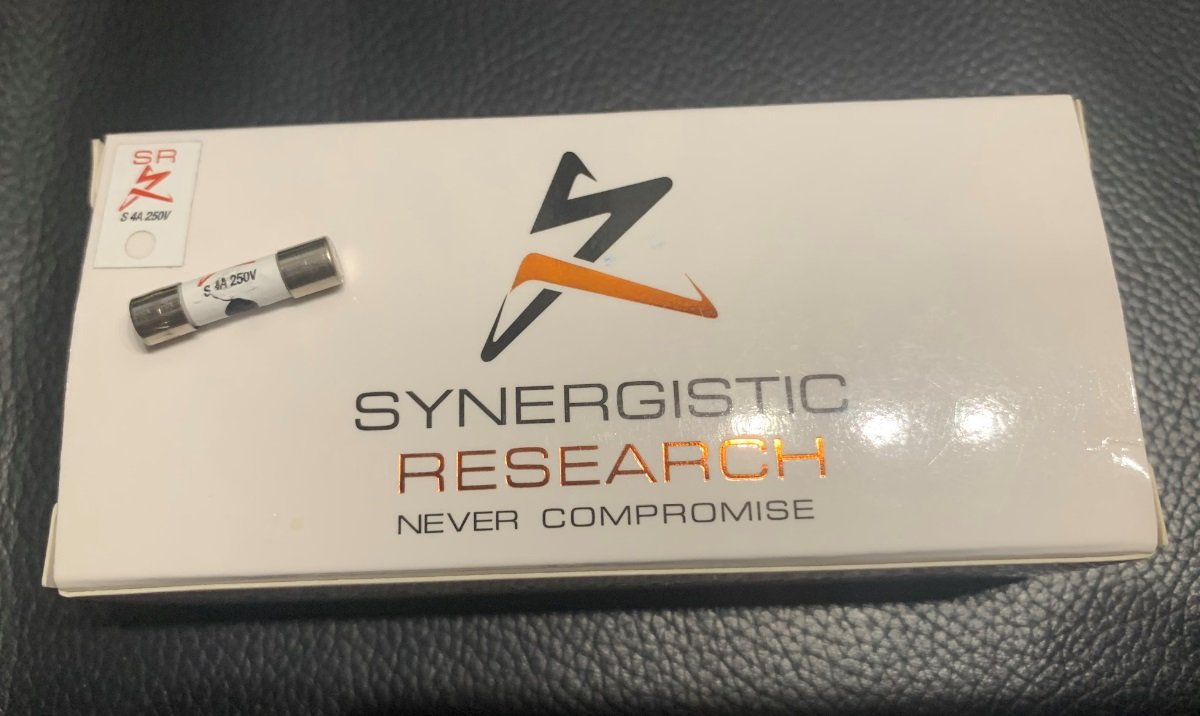 SR
S 4A 250V
S 4A 250V
SYNERGISTIC
RESEARCH
NEVER COMPROMISE